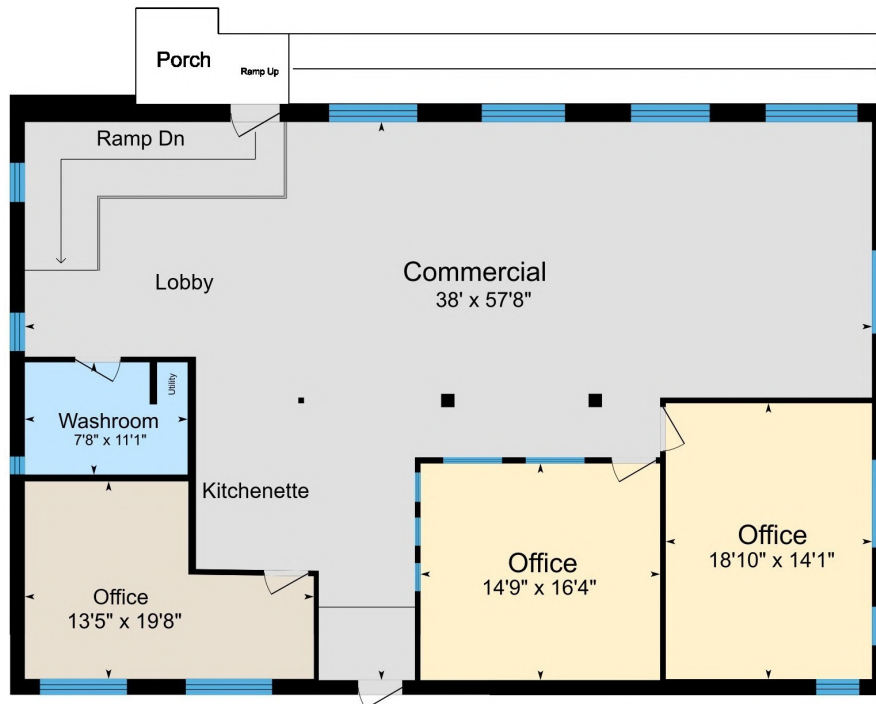 Porch
Ramp Up
Ramp Dn
Lobby
Commercial
38' x 57'8"
Utility
Washroom
7'8" x 11'1"
Kitchenette
Office
13'5" x 19'8"
Office
14'9" x 16'4"
Office
18'10" x 14'1"